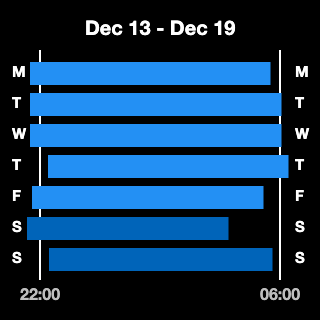 Dec 13 - Dec 19
M M
T T
W W
T T
F F
S S
S S
22:00 06:00